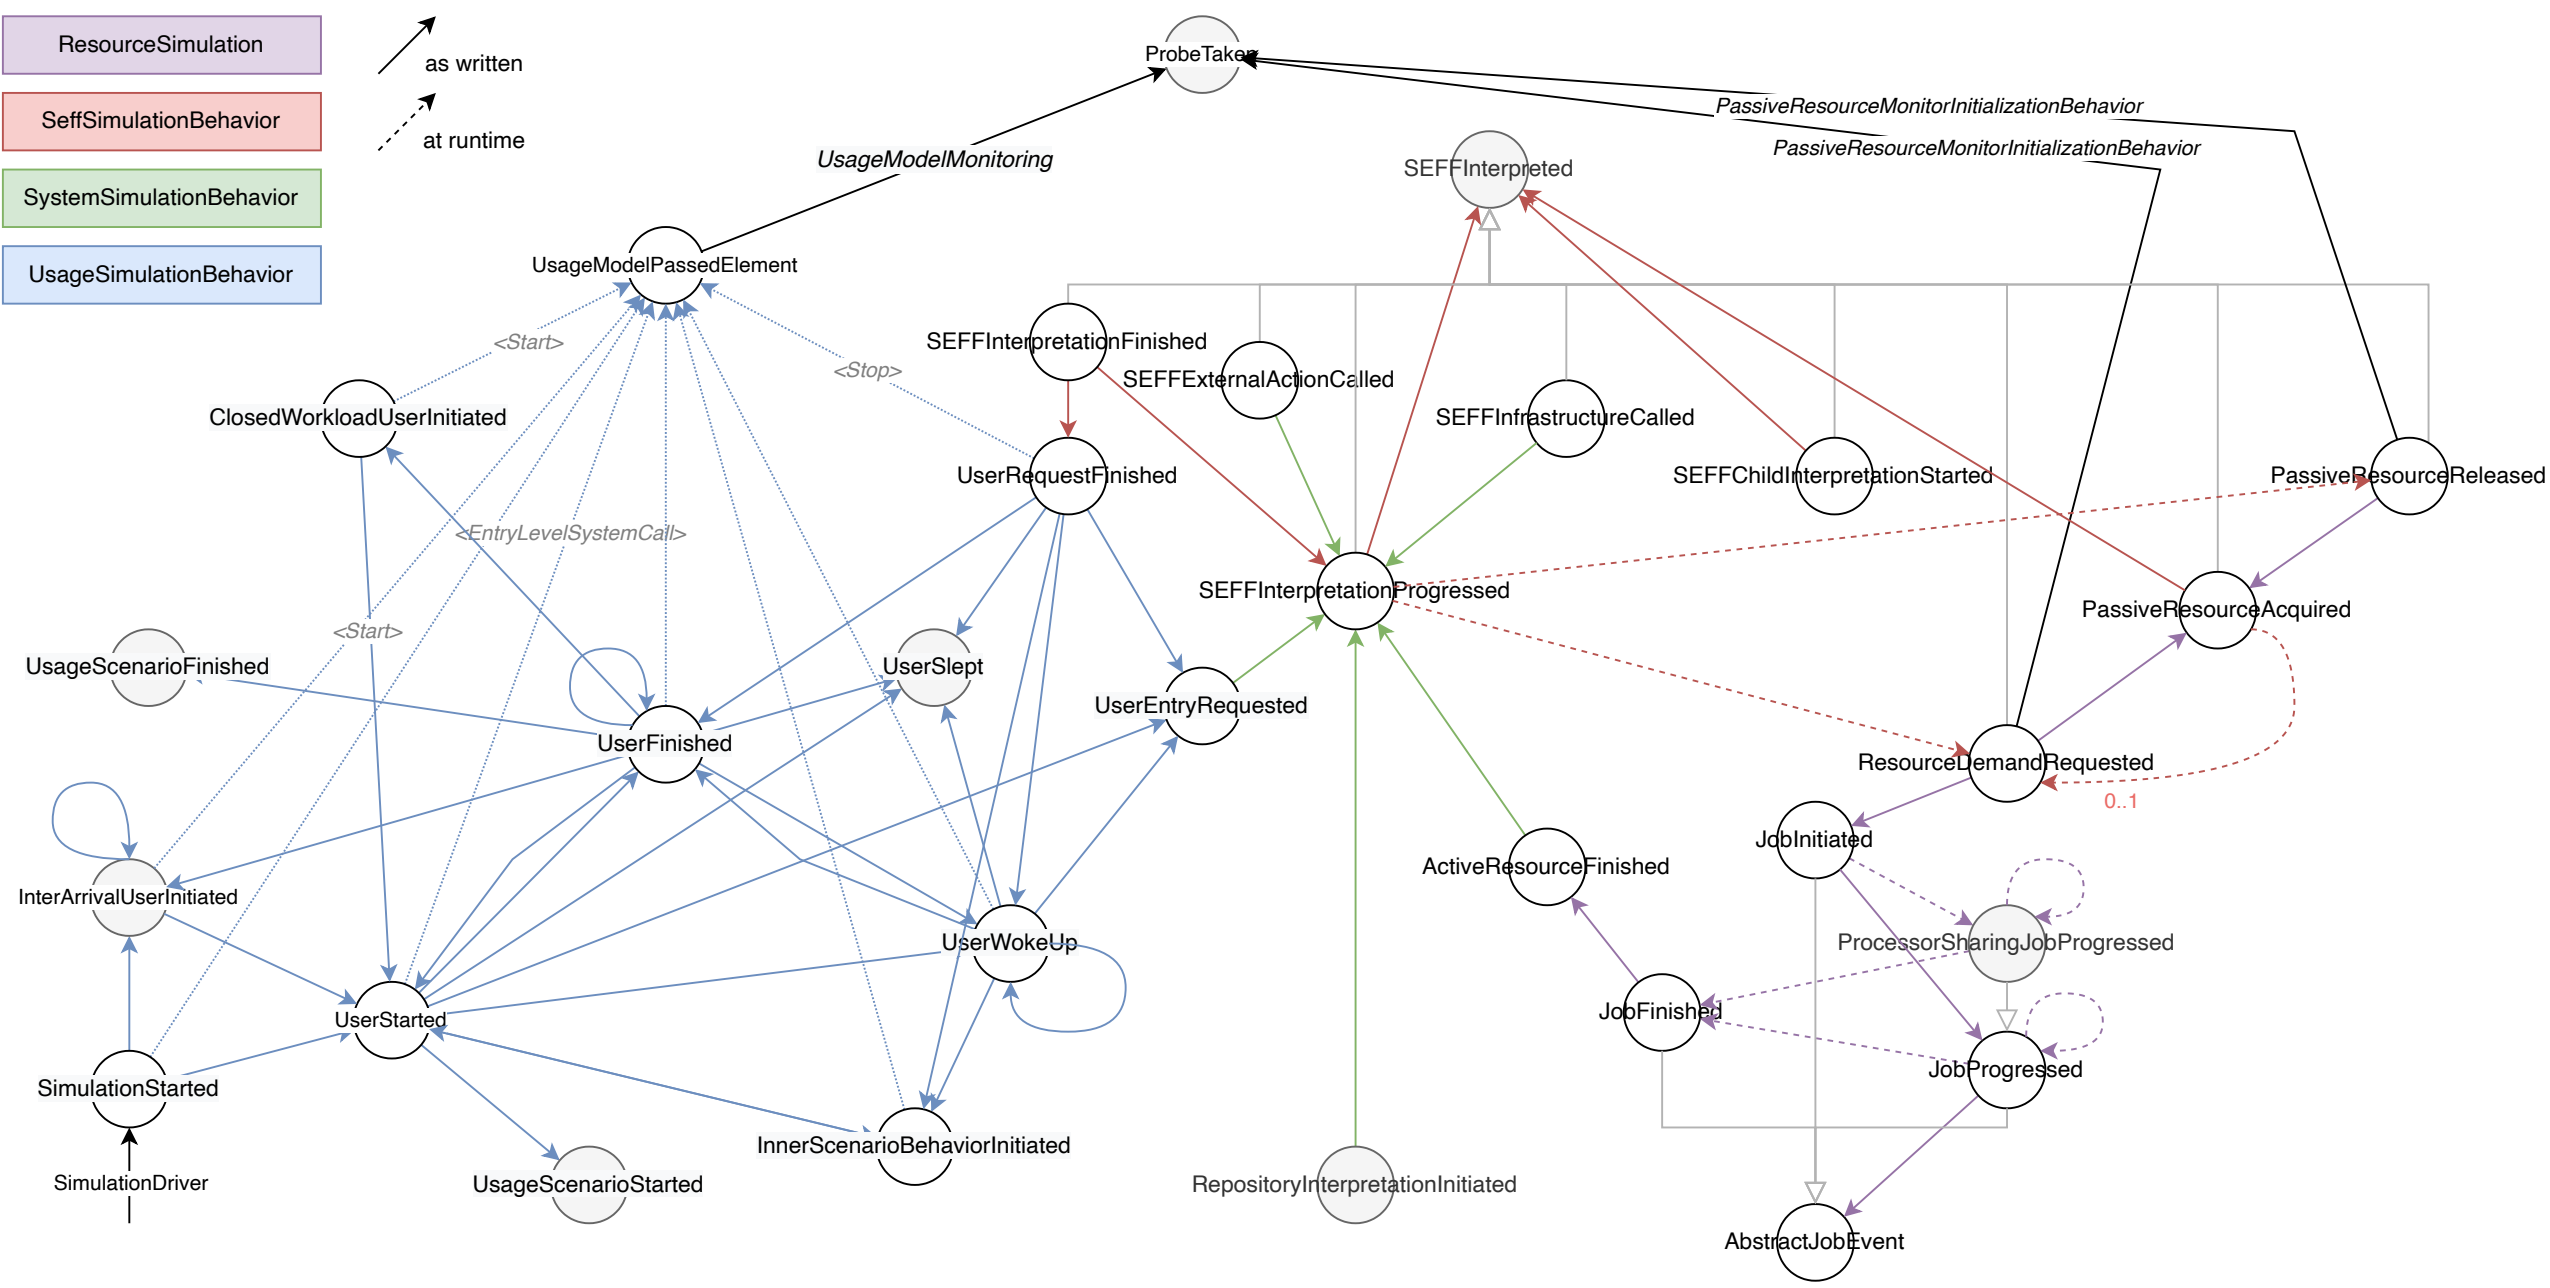 ResourceSimulation
as written
SeffSimulationBehavior
at runtime
SystemSimulationBehavior
UsageSimulationBehavior
ProbeTaken
PassiveResourceMonitorInitializationBehavior
PassiveResourceMonitorInitializationBehavior
UsageModelMonitoring
SEFFInterpreted
UsageModelPassedElement
<Start>
<Stop>
SEFFInterpretationFinished
SEFFExternalActionCalled
ClosedWorkloadUserInitiated
SEFFInfrastructureCalled
UserRequestFinished
SEFFChildInterpretationStarted
PassiveResourceReleased
<EntryLevelSystemCall>
SEFFInterpretationProgressed
PassiveResourceAcquired
<Start>
UsageScenarioFinished
UserSlept
UserEntryRequested
UserFinished
ResourceDemandRequested
0..1
JobInitiated
ActiveResourceFinished
InterArrivalUserInitiated
UserWokeUp
ProcessorSharingJobProgressed
JobFinished
UserStarted
JobProgressed
SimulationStarted
InnerScenarioBehaviorInitiated
SimulationDriver
UsageScenarioStarted
RepositoryInterpretationInitiated
AbstractJobEvent